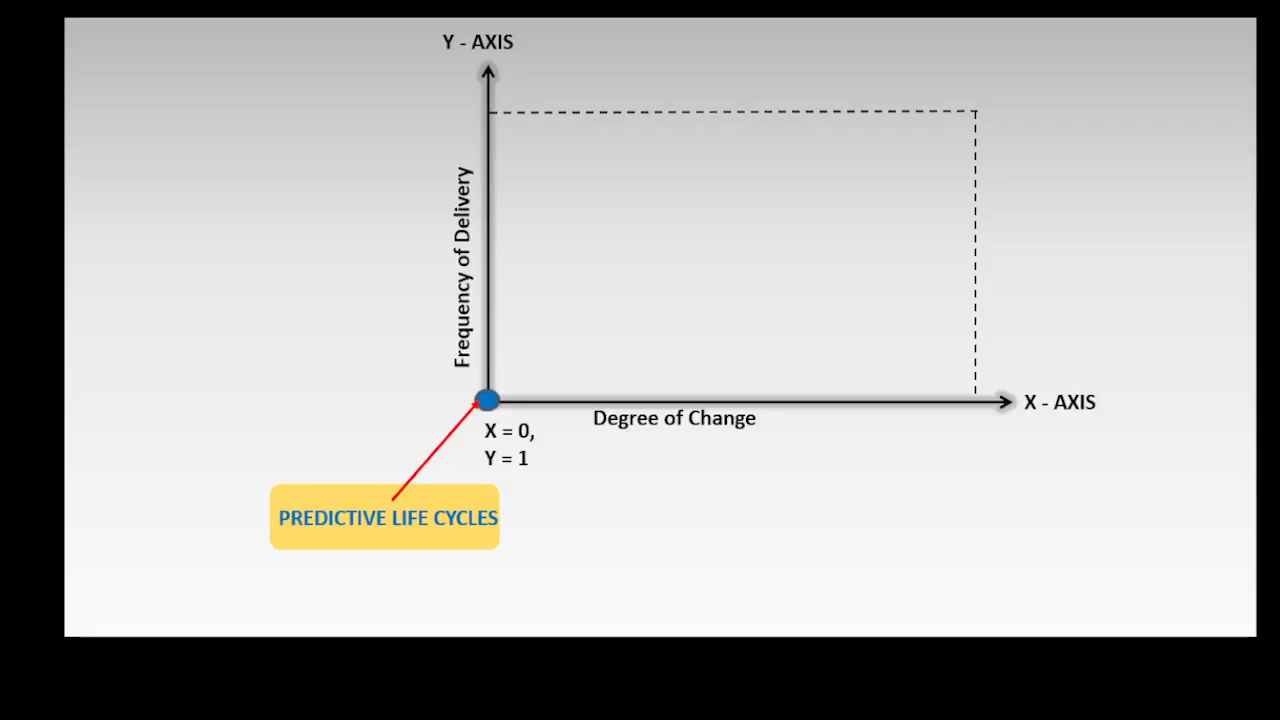 Y - AXIS
Frequency of Delivery
X - AXIS
Degree of Change
X = 0,
Y = 1
PREDICTIVE LIFE CYCLES